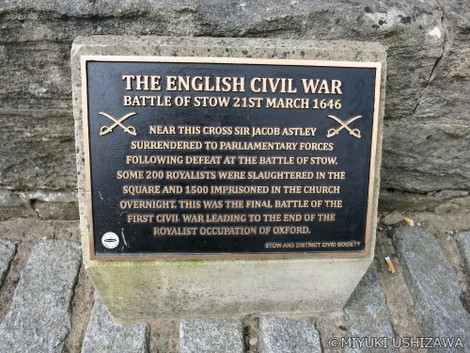 THE ENGLISH CIVIL WAR
BATTLE OF STOW 21ST MARCH 1646
NEAR THIS CROSS SIR JACOB ASTLEY
SURRENDERED TO PARLIAMENTARY FORCES
FOLLOWING DEFEAT AT THE BATTLE OF STOW.
SOME 200 ROYALISTS WERE SLAUGHTERED IN THE
SQUARE AND 1500 IMPRISONED IN THE CHURCH
OVERNIGHT. THIS WAS THE FINAL BATTLE OF THE
FIRST CIVIL WAR LEADING TO THE END OF THE
ROYALIST OCCUPATION OF OXFORD.
STOW AND DISTRICT CIVIC SOCIETY
©MIYUKI USHIZAWA